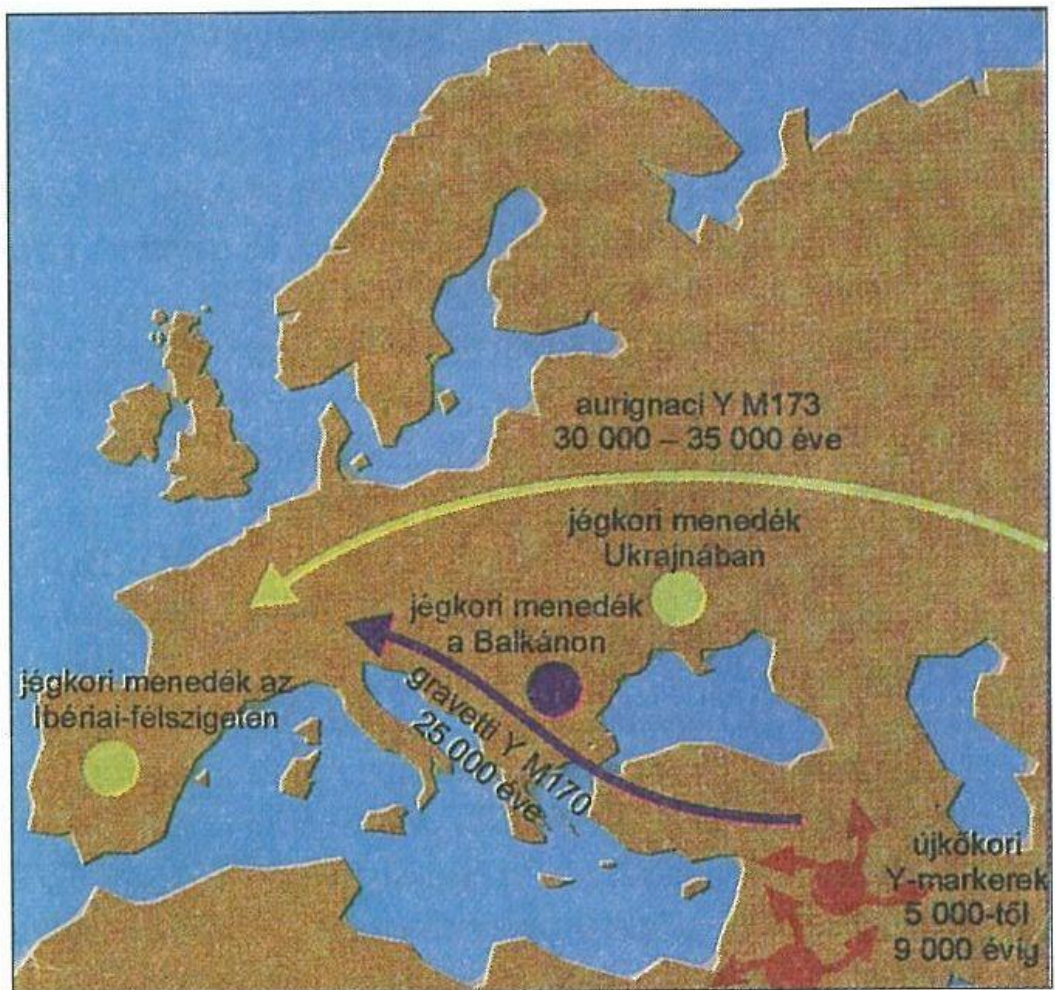 aurignaci Y M173
30 000 – 35 000 éve
jégkori menedék
Ukrajnában
jégkori menedék
a Balkánon
gravetti Y M170
25 000 éve
jégkori menedék az
Ibériai-félszigeten
újkőkori
Y-markerek
5 000-től
9 000 évig